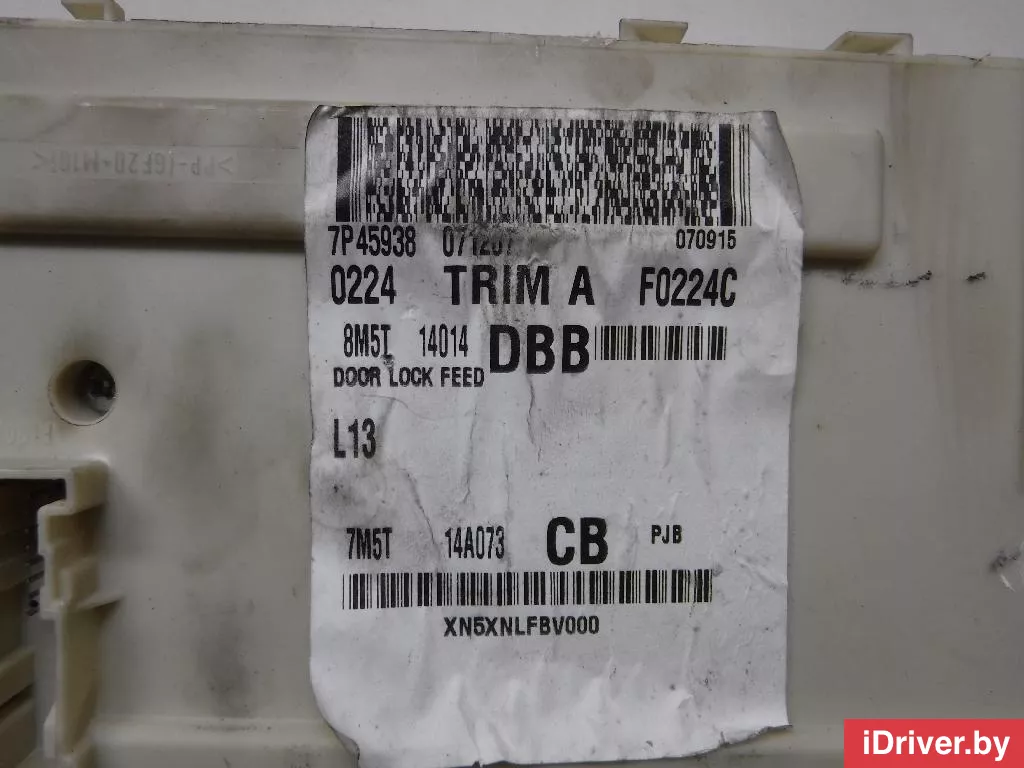 7P45938 071207 070915
0224 TRIM A F0224C
8M5T 14014 DBB
DOOR LOCK FEED
L13
7M5T 14A073 CB PJB
XN5XNLFBV000
iDriver.by